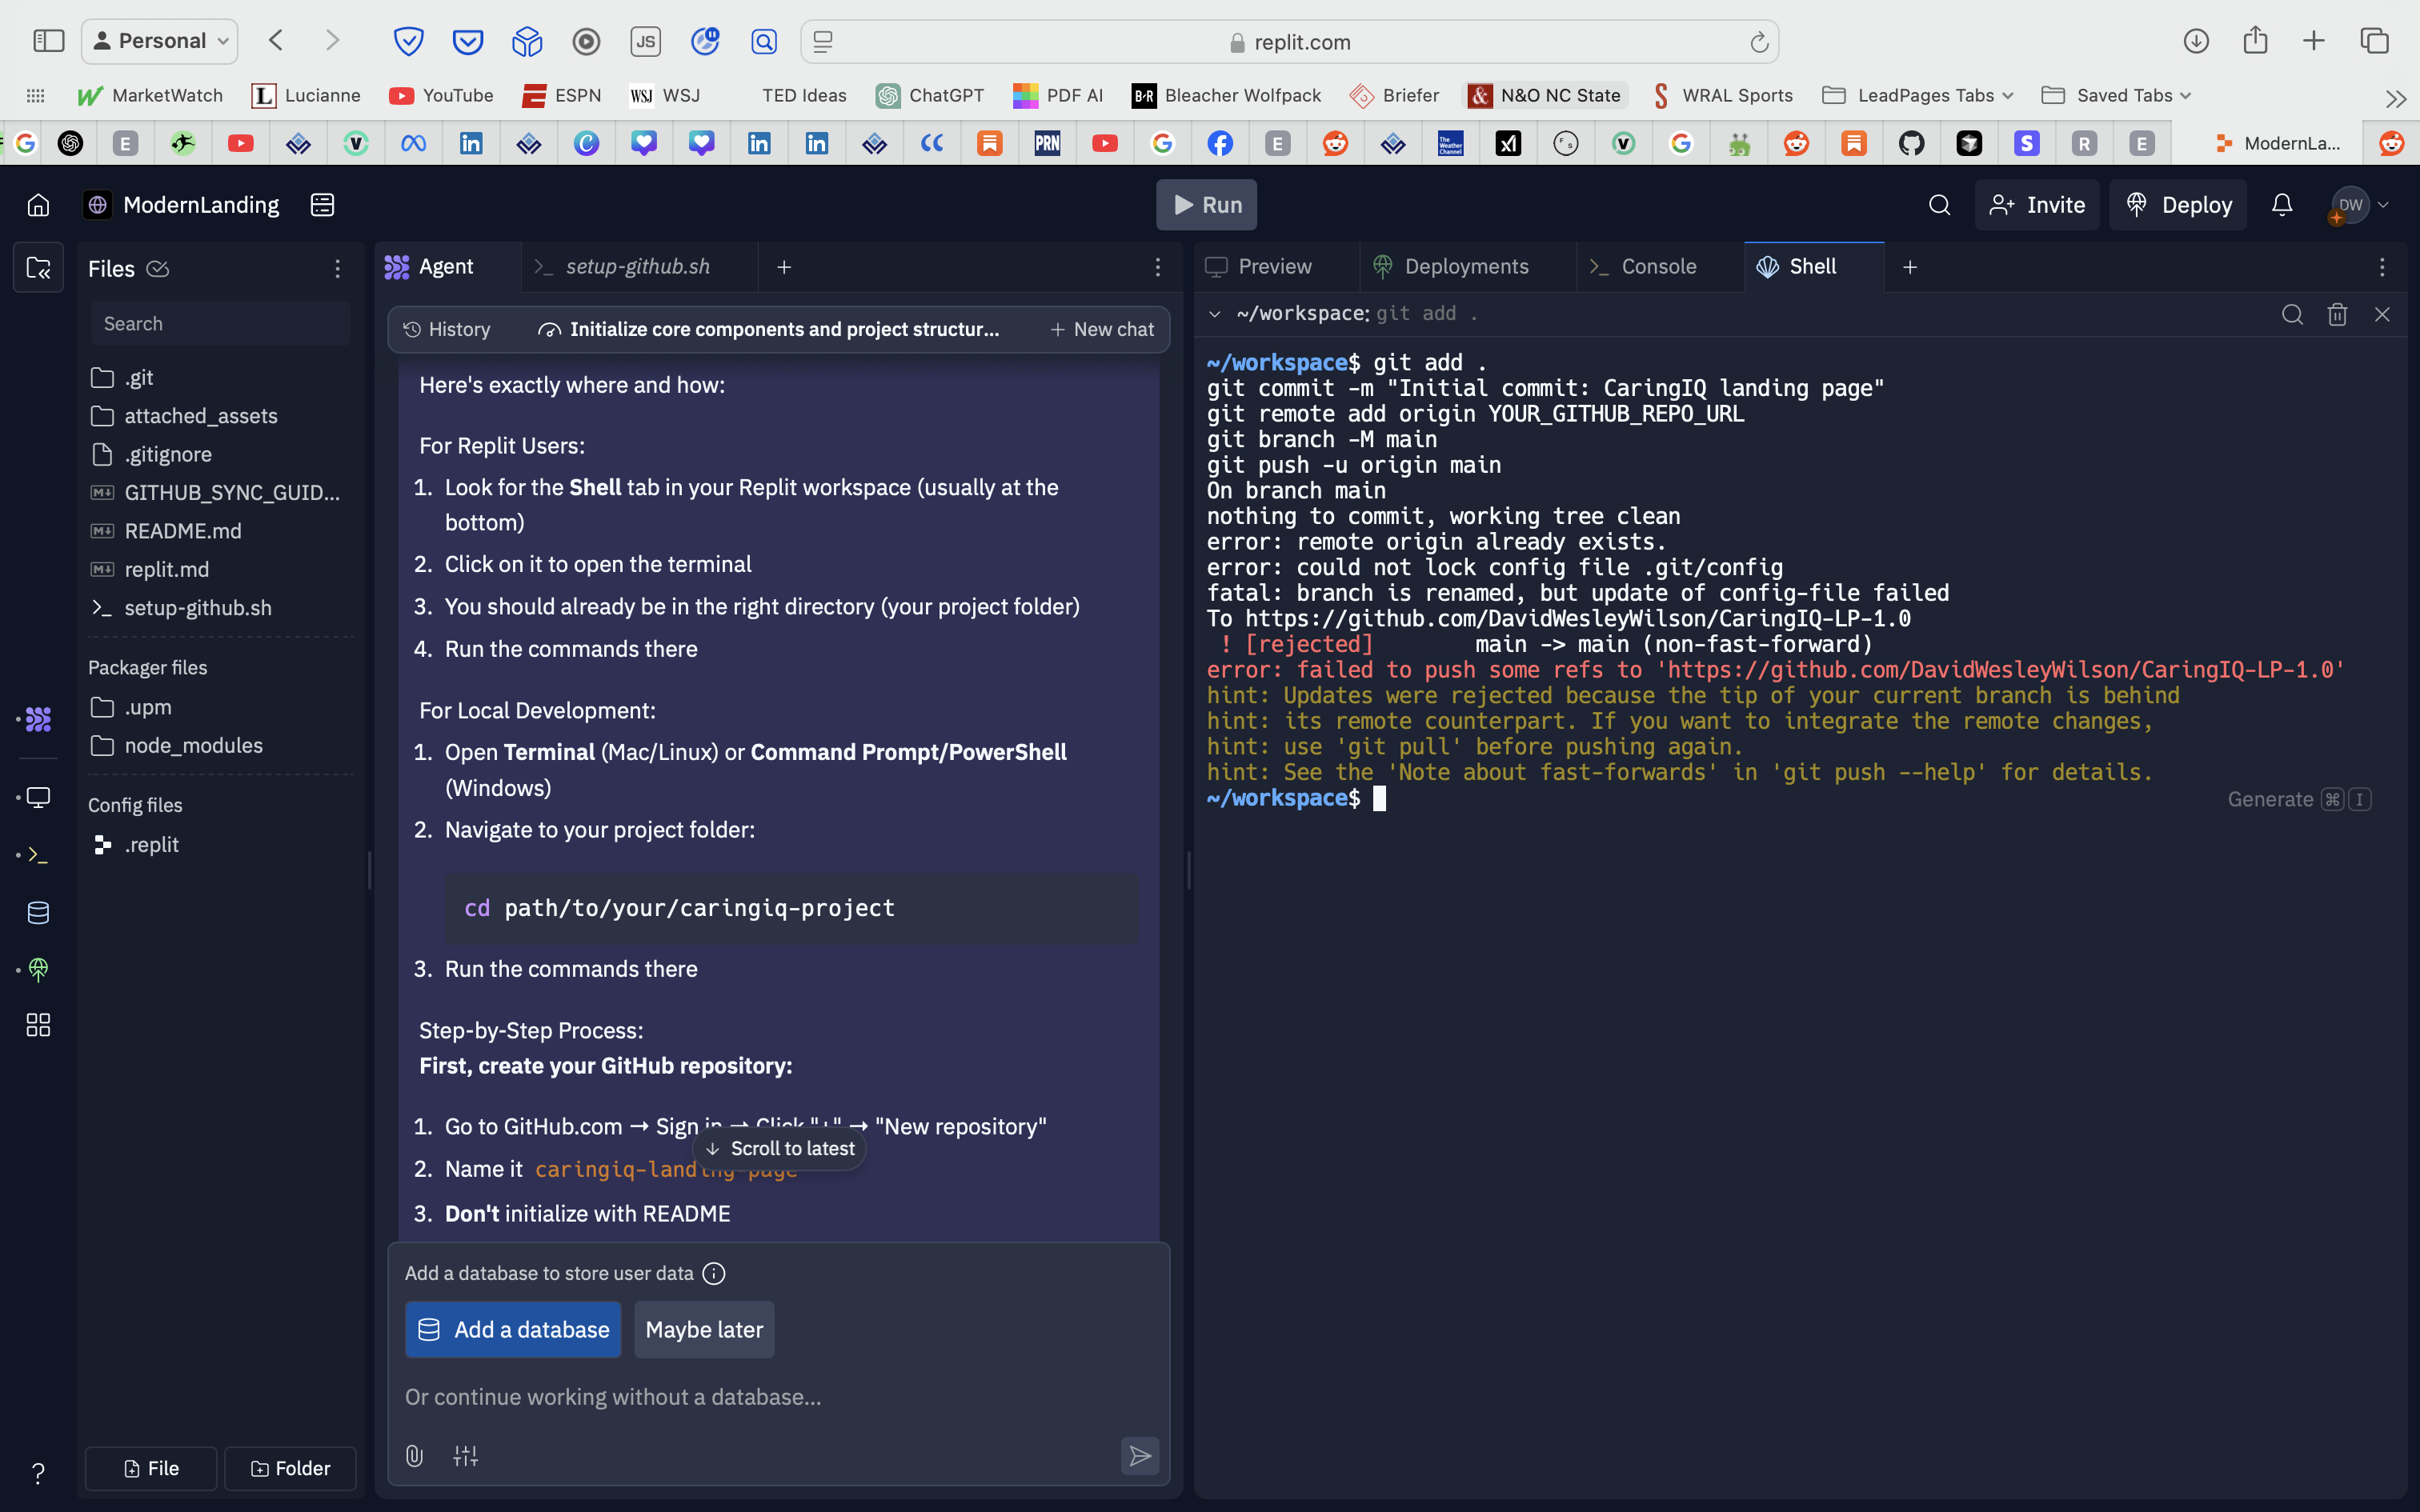 Personal
JS
replit.com
MarketWatch
L Lucianne
YouTube
ESPN
WSJ WSJ
TED Ideas
ChatGPT
PDF AI
B/R Bleacher Wolfpack
Briefer
& N&O NC State
S WRAL Sports
LeadPages Tabs
Saved Tabs
PRN
The Weather Channel
ModernLa...
ModernLanding
Run
Invite
Deploy
DW
Files
Search
.git
attached_assets
.gitignore
GITHUB_SYNC_GUID...
README.md
replit.md
setup-github.sh
Packager files
.upm
node_modules
Config files
.replit
File
Folder
Agent
setup-github.sh
History
Initialize core components and project structur...
New chat
Here's exactly where and how:
For Replit Users:
1. Look for the Shell tab in your Replit workspace (usually at the
bottom)
2. Click on it to open the terminal
3. You should already be in the right directory (your project folder)
4. Run the commands there
For Local Development:
1. Open Terminal (Mac/Linux) or Command Prompt/PowerShell
(Windows)
2. Navigate to your project folder:
cd path/to/your/caringiq-project
3. Run the commands there
Step-by-Step Process:
First, create your GitHub repository:
1. Go to GitHub.com → Sign in → Click "+" → "New repository"
Scroll to latest
2. Name it caringiq-landing-page
3. Don't initialize with README
Add a database to store user data
Add a database
Maybe later
Or continue working without a database...
Preview
Deployments
Console
Shell
~/workspace: git add .
~/workspace$ git add .
git commit -m "Initial commit: CaringIQ landing page"
git remote add origin YOUR_GITHUB_REPO_URL
git branch -M main
git push -u origin main
On branch main
nothing to commit, working tree clean
error: remote origin already exists.
error: could not lock config file .git/config
fatal: branch is renamed, but update of config-file failed
To https://github.com/DavidWesleyWilson/CaringIQ-LP-1.0
! [rejected] main -> main (non-fast-forward)
error: failed to push some refs to 'https://github.com/DavidWesleyWilson/CaringIQ-LP-1.0'
hint: Updates were rejected because the tip of your current branch is behind
hint: its remote counterpart. If you want to integrate the remote changes,
hint: use 'git pull' before pushing again.
hint: See the 'Note about fast-forwards' in 'git push --help' for details.
~/workspace$
Generate ⌘ I